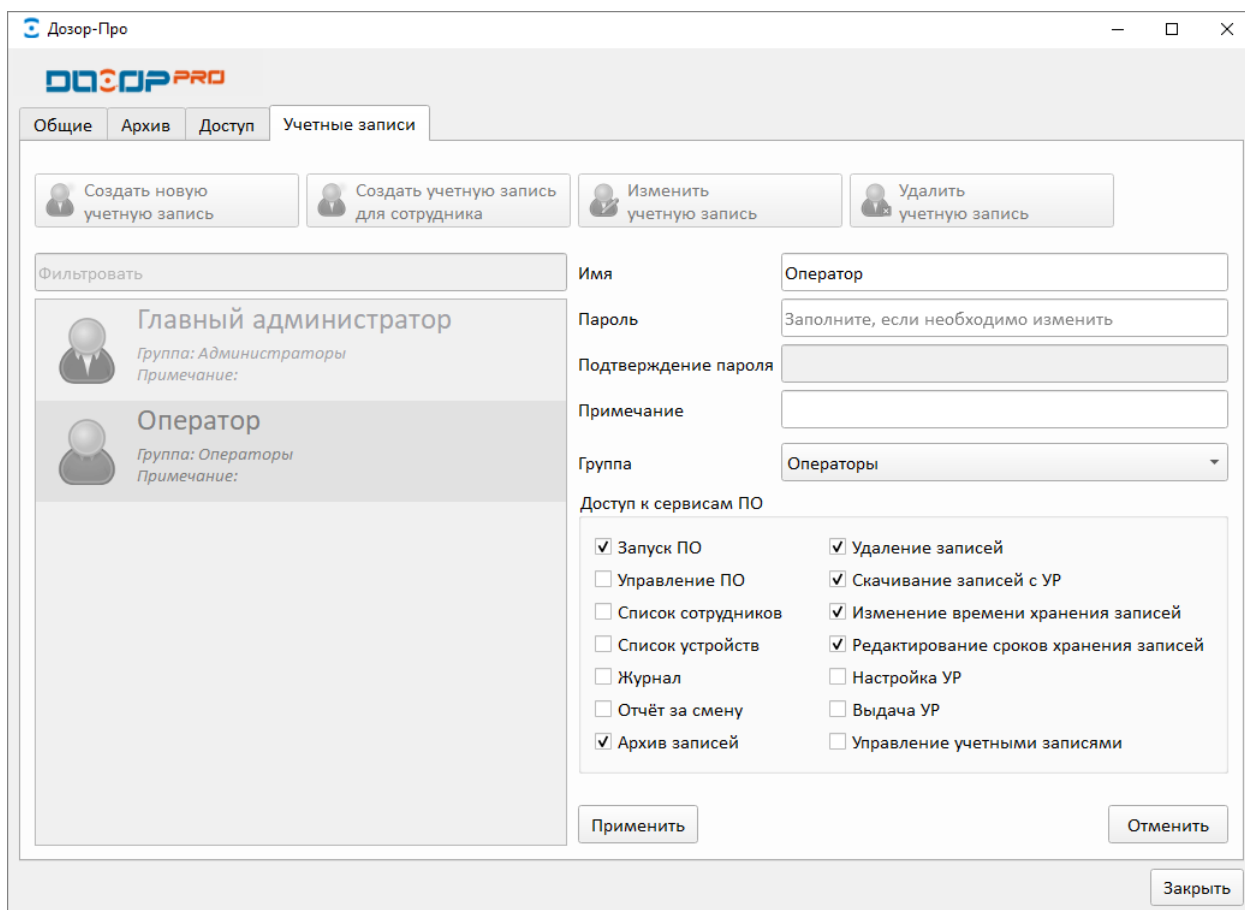 Дозор-Про
ДОЗОР PRO
Общие
Архив
Доступ
Учетные записи
Создать новую
учетную запись
Создать учетную запись
для сотрудника
Изменить
учетную запись
Удалить
учетную запись
Фильтровать
Главный администратор
Группа: Администраторы
Примечание:
Оператор
Группа: Операторы
Примечание:
Имя
Оператор
Пароль
Заполните, если необходимо изменить
Подтверждение пароля
Примечание
Группа
Операторы
Доступ к сервисам ПО
Запуск ПО
Управление ПО
Список сотрудников
Список устройств
Журнал
Отчёт за смену
Архив записей
Удаление записей
Скачивание записей с УР
Изменение времени хранения записей
Редактирование сроков хранения записей
Настройка УР
Выдача УР
Управление учетными записями
Применить
Отменить
Закрыть